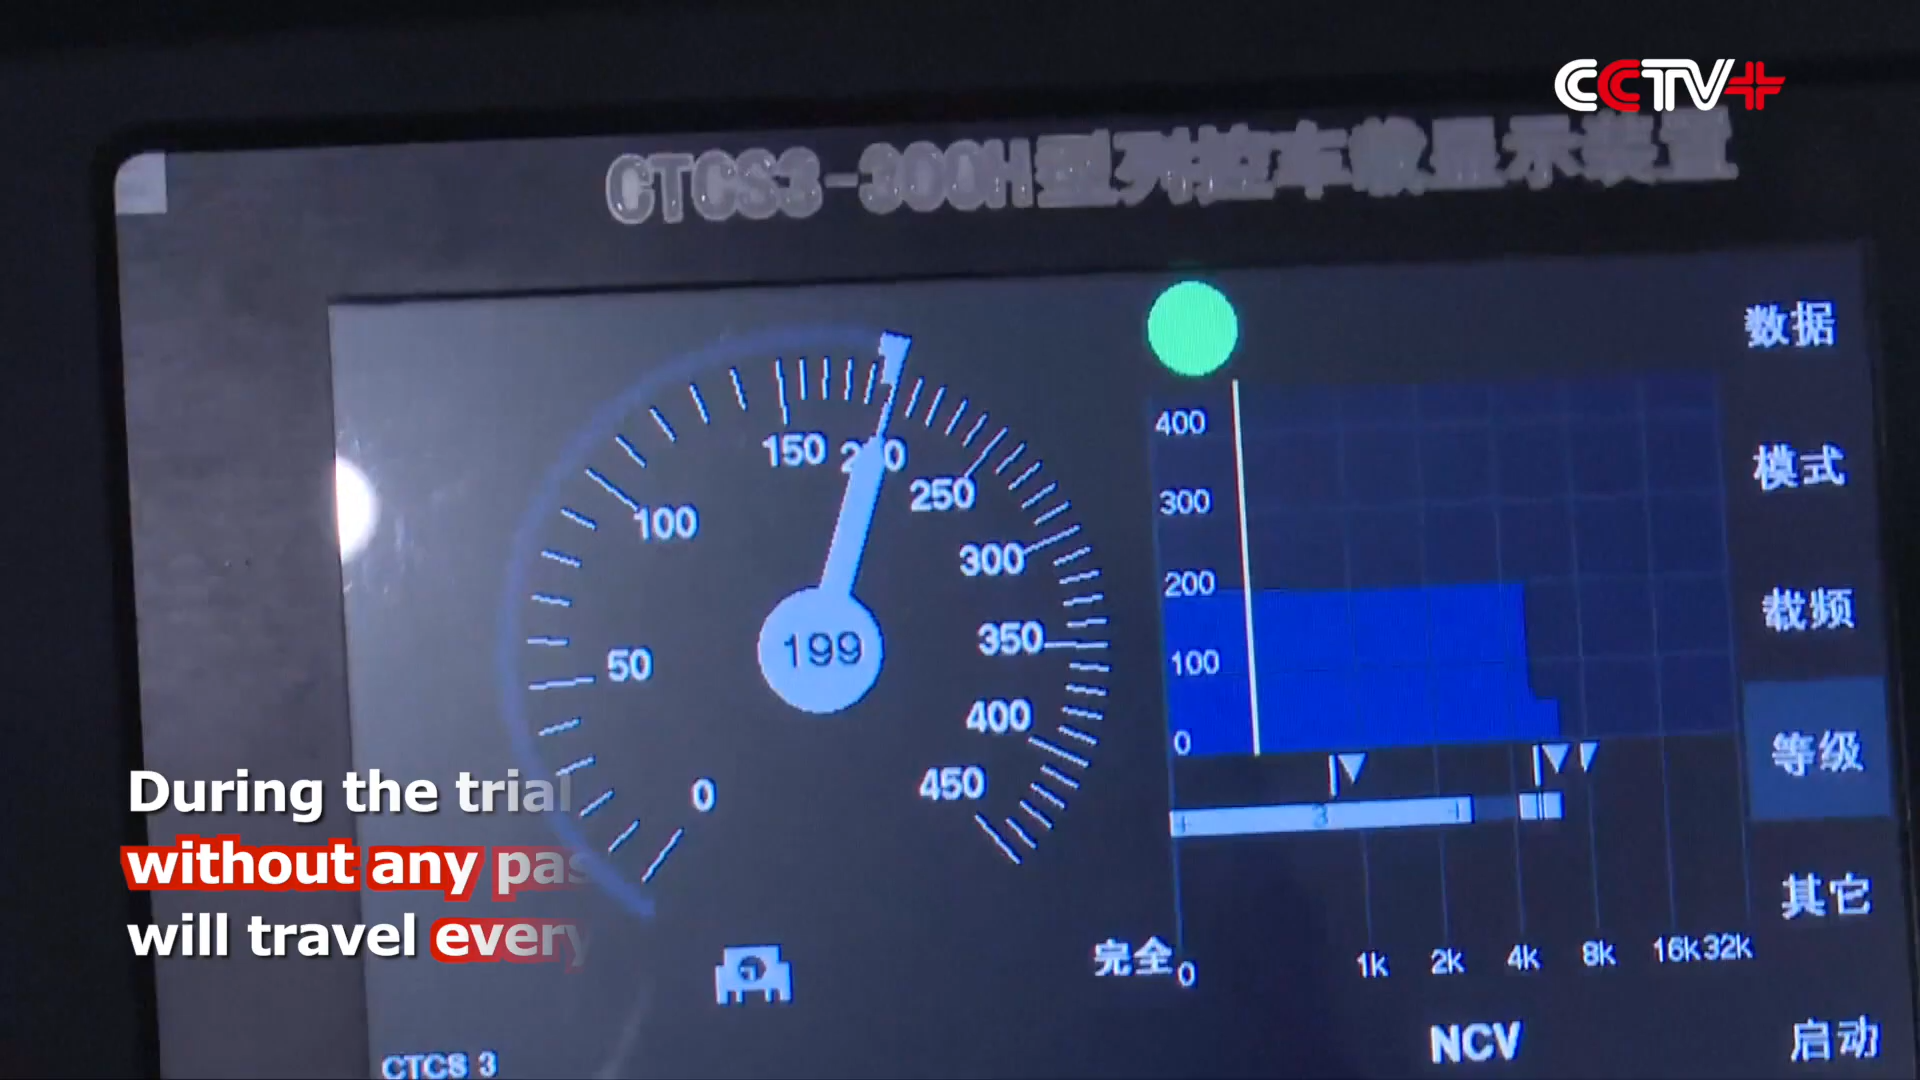 CCTV+
CTCS3-300H型列控车载显示装置
数据
模式
载频
等级
其它
启动
150
250
100
300
50
350
400
0
450
199
400
300
200
100
0
3
完全
0
1k
2k
4k
8k
16k
32k
NCV
CTCS 3
During the trial
without any
will travel every